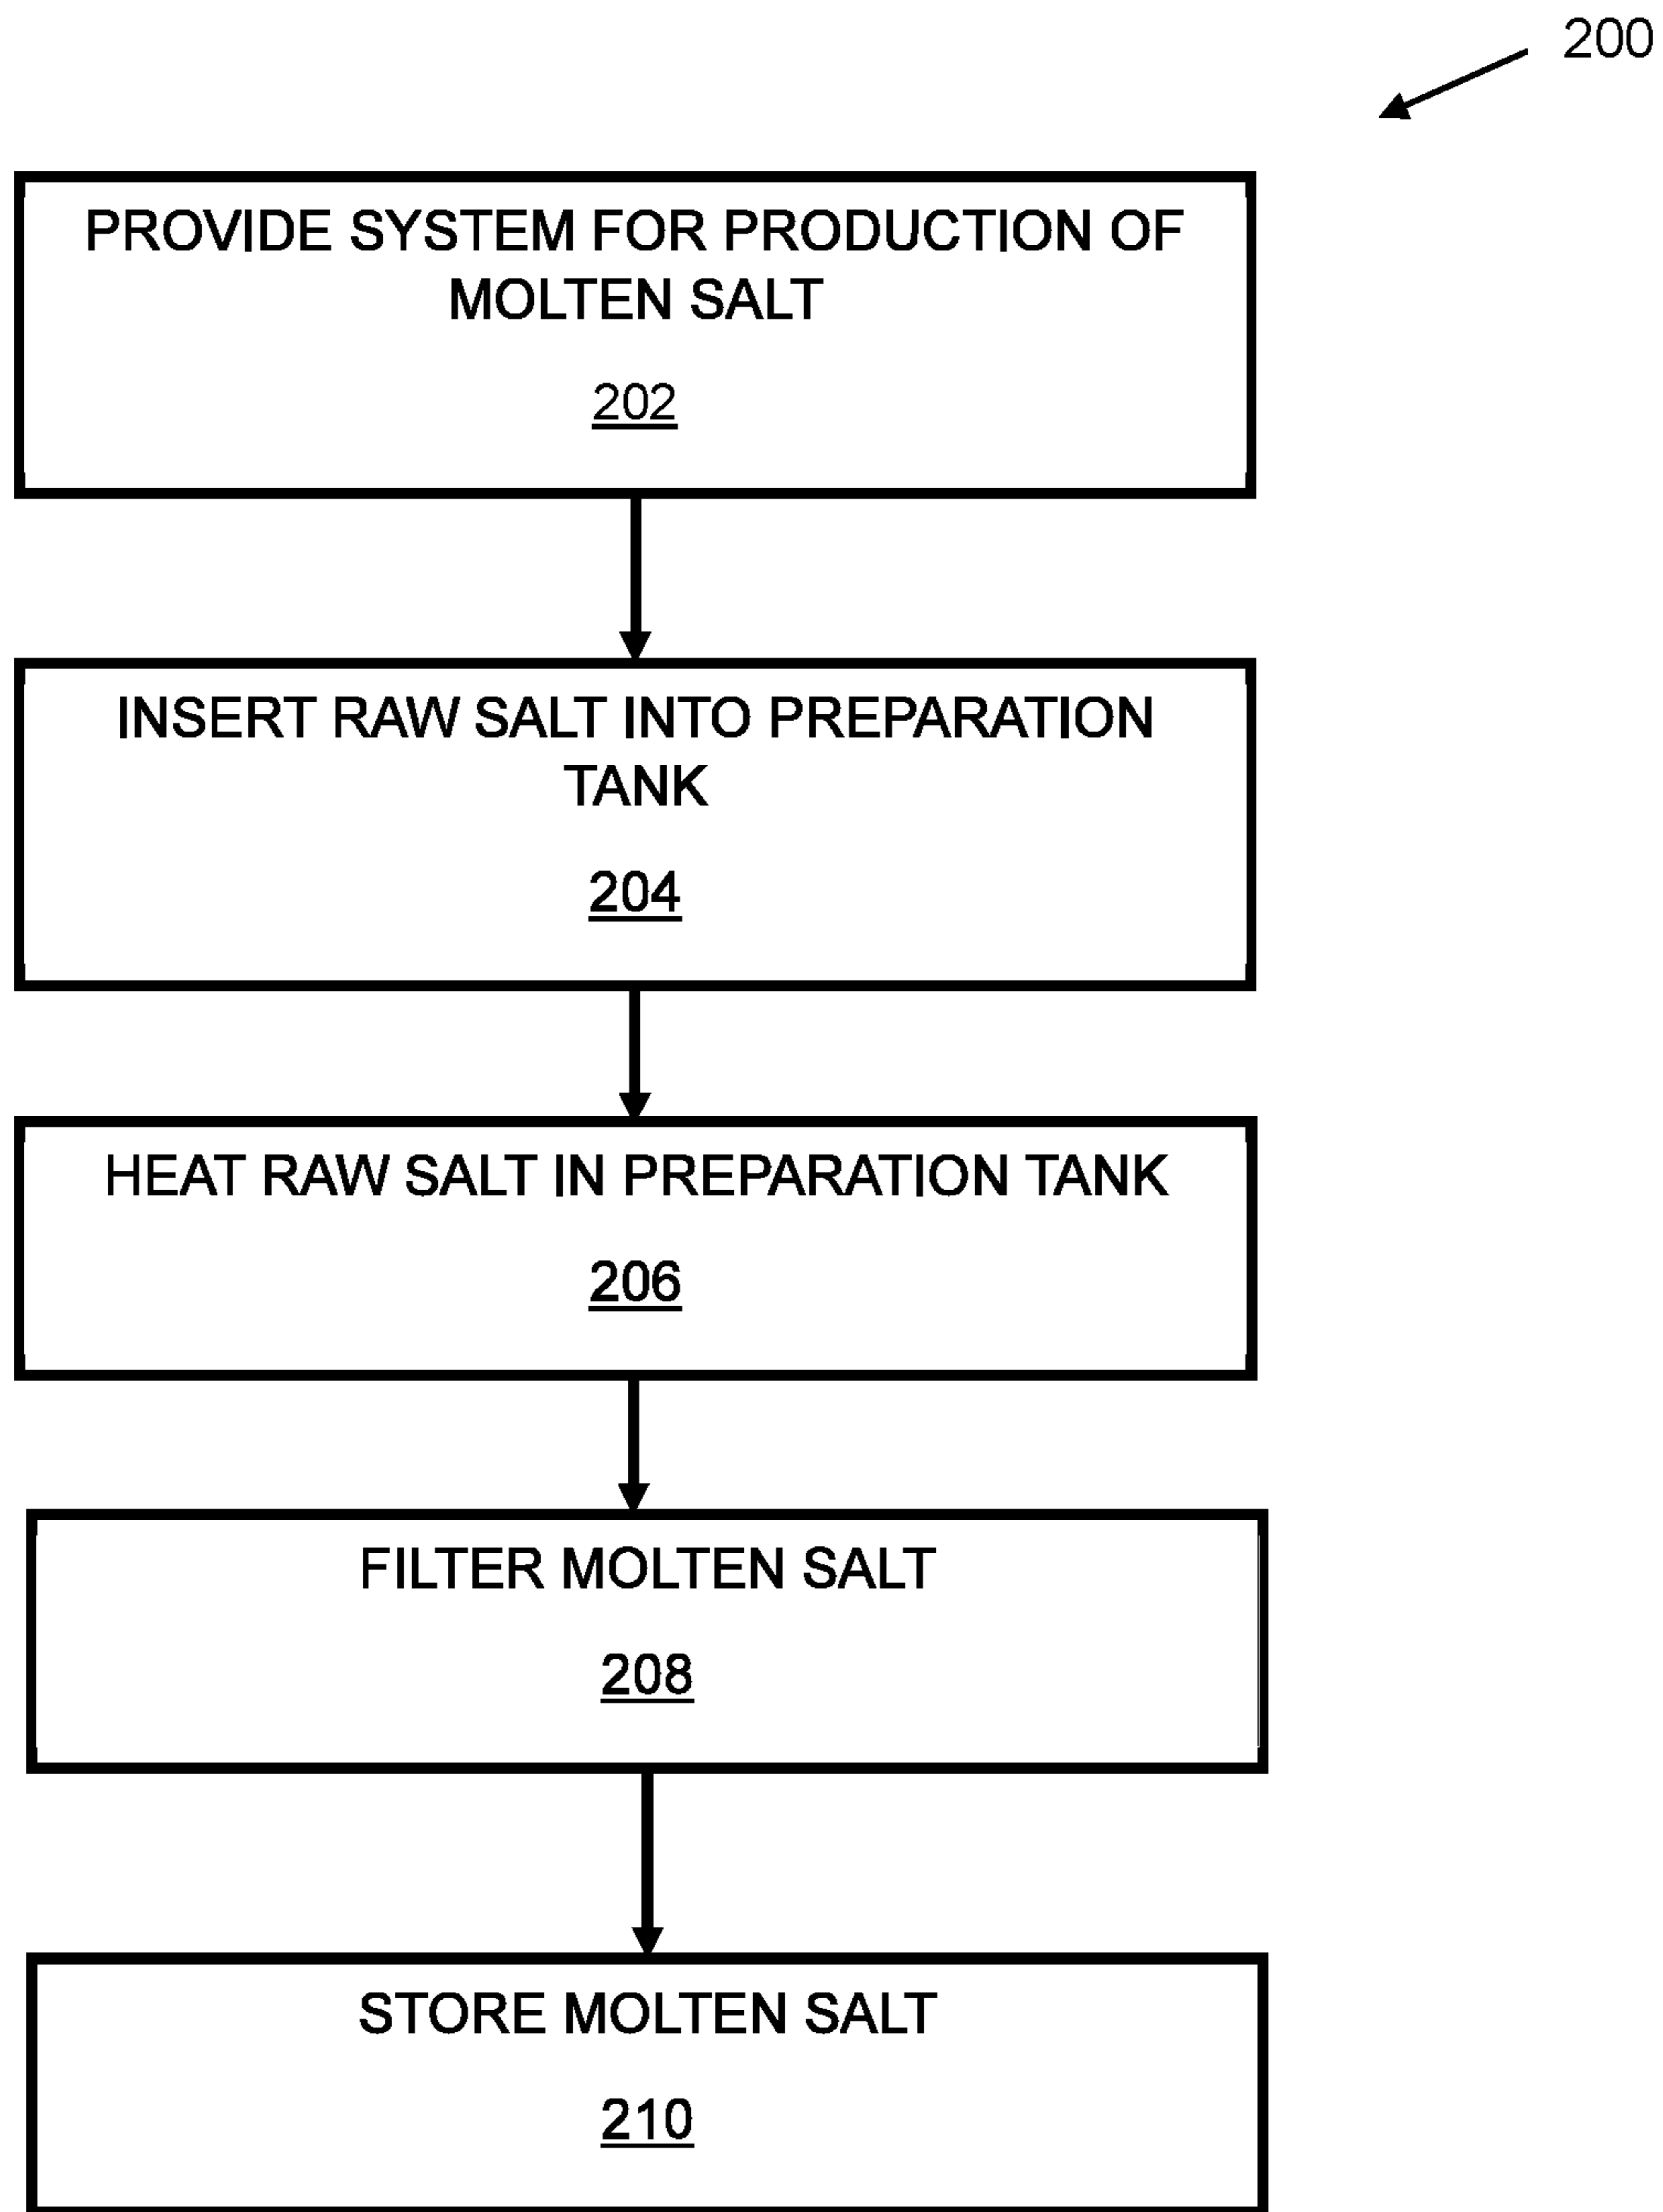 200
PROVIDE SYSTEM FOR PRODUCTION OF
MOLTEN SALT
202
INSERT RAW SALT INTO PREPARATION
TANK
204
HEAT RAW SALT IN PREPARATION TANK
206
FILTER MOLTEN SALT
208
STORE MOLTEN SALT
210